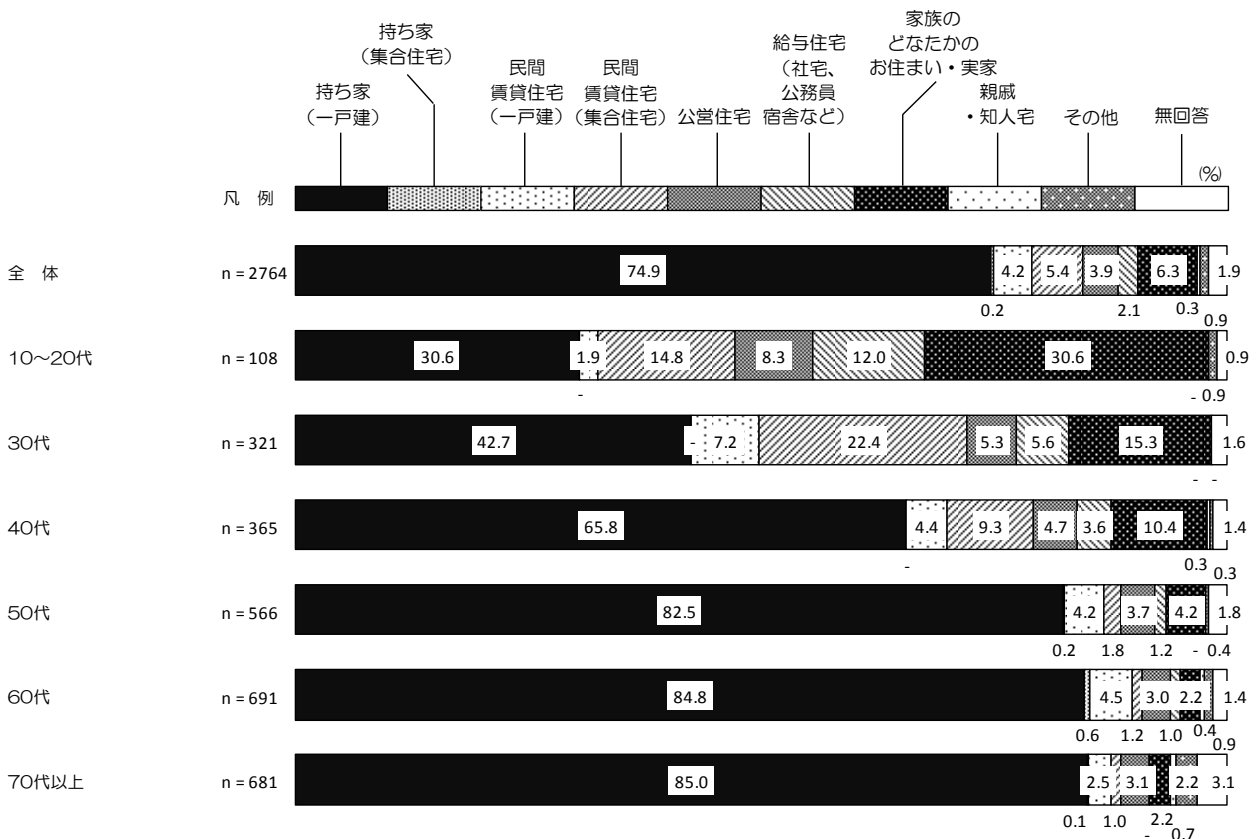 持ち家
（一戸建）
持ち家
（集合住宅）
民間
賃貸住宅
（一戸建）
民間
賃貸住宅
（集合住宅）
公営住宅
給与住宅
（社宅、
公務員
宿舎など）
家族の
どなたかの
お住まい・実家
親戚
・知人宅
その他
無回答
(%)
凡 例
全 体 n = 2764 74.9 4.2 5.4 3.9 6.3 1.9
0.2 2.1 0.3 0.9
10～20代 n = 108 30.6 1.9 14.8 8.3 12.0 30.6 0.9
- - 0.9
30代 n = 321 42.7 - 7.2 22.4 5.3 5.6 15.3 1.6
- -
40代 n = 365 65.8 4.4 9.3 4.7 3.6 10.4 1.4
- 0.3 0.3
50代 n = 566 82.5 4.2 3.7 4.2 1.8
0.2 1.8 1.2 - 0.4
60代 n = 691 84.8 4.5 3.0 2.2 1.4
0.6 1.2 1.0 0.4 0.9
70代以上 n = 681 85.0 2.5 3.1 2.2 3.1
0.1 1.0 - 2.2 0.7